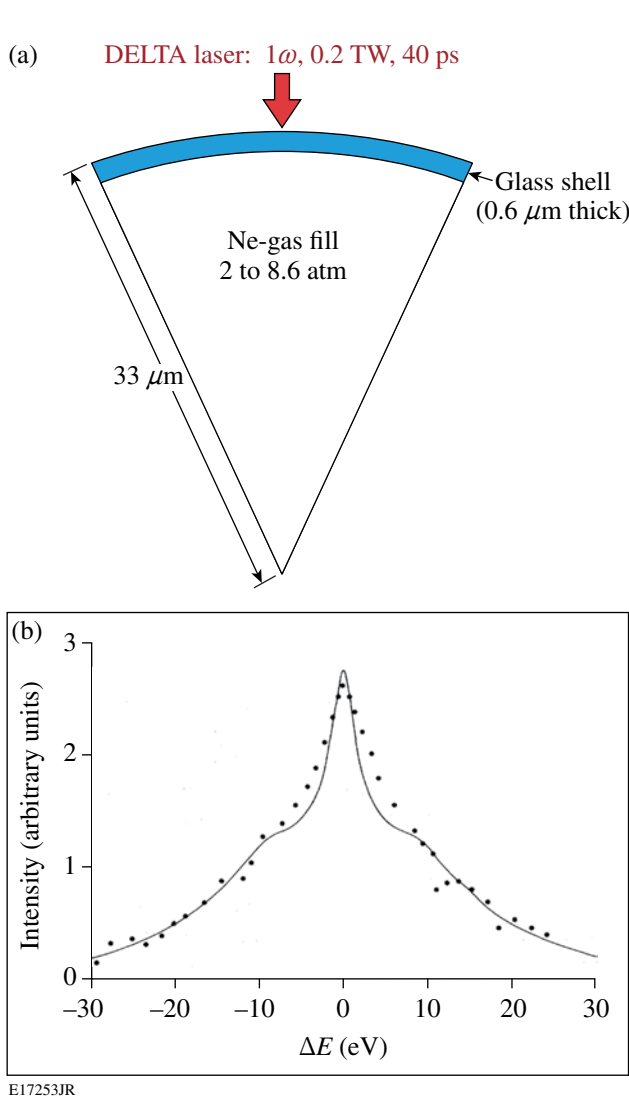 (a) DELTA laser: 1ω, 0.2 TW, 40 ps
Glass shell
(0.6 μm thick)
Ne-gas fill
2 to 8.6 atm
33 μm
(b)
3
2
1
0
Intensity (arbitrary units)
–30 –20 –10 0 10 20 30
ΔE (eV)
E17253JR